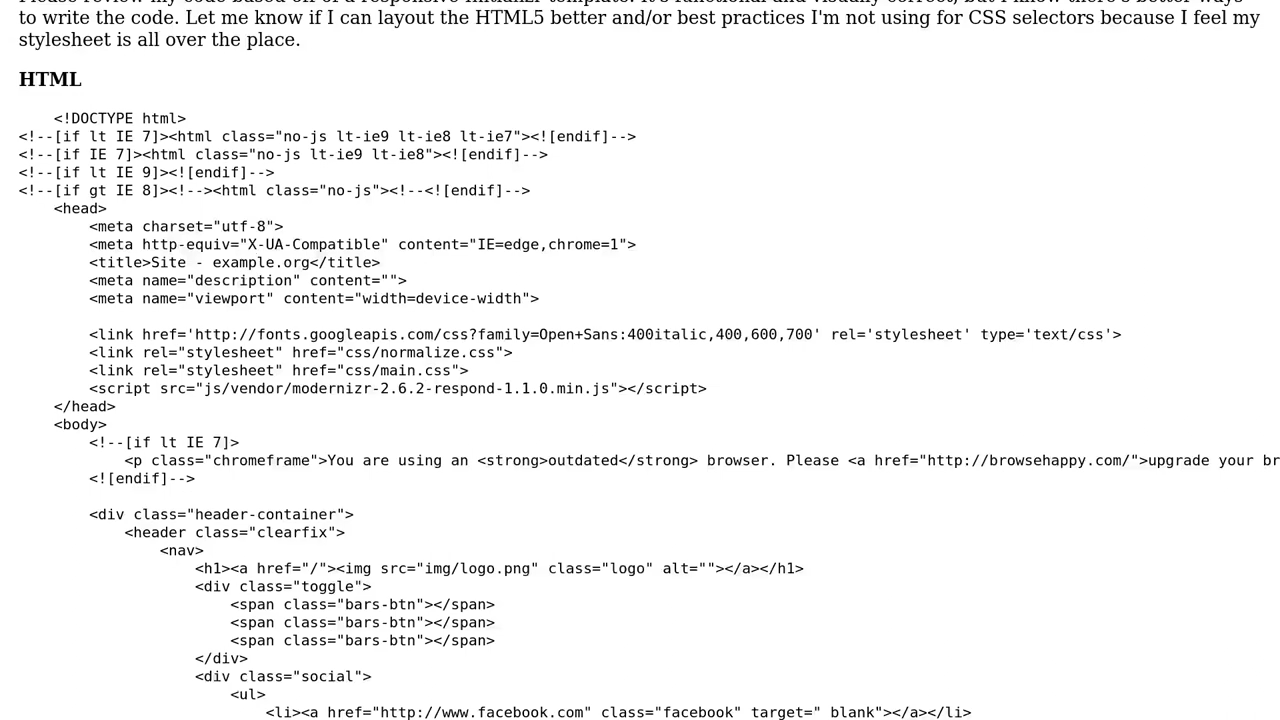 to write the code. Let me know if I can layout the HTML5 better and/or best practices I'm not using for CSS selectors because I feel my
stylesheet is all over the place.
HTML
<!DOCTYPE html>
<!--[if lt IE 7]><html class="no-js lt-ie9 lt-ie8 lt-ie7"><![endif]-->
<!--[if IE 7]><html class="no-js lt-ie9 lt-ie8"><![endif]-->
<!--[if lt IE 9]><![endif]-->
<!--[if gt IE 8]><!--><html class="no-js"><!--<![endif]-->
<head>
<meta charset="utf-8">
<meta http-equiv="X-UA-Compatible" content="IE=edge,chrome=1">
<title>Site - example.org</title>
<meta name="description" content="">
<meta name="viewport" content="width=device-width">
<link href='http://fonts.googleapis.com/css?family=Open+Sans:400italic,400,600,700' rel='stylesheet' type='text/css'>
<link rel="stylesheet" href="css/normalize.css">
<link rel="stylesheet" href="css/main.css">
<script src="js/vendor/modernizr-2.6.2-respond-1.1.0.min.js"></script>
</head>
<body>
<!--[if lt IE 7]>
<p class="chromeframe">You are using an <strong>outdated</strong> browser. Please <a href="http://browsehappy.com/">upgrade your br
<![endif]-->
<div class="header-container">
<header class="clearfix">
<nav>
<h1><a href="/"><img src="img/logo.png" class="logo" alt=""></a></h1>
<div class="toggle">
<span class="bars-btn"></span>
<span class="bars-btn"></span>
<span class="bars-btn"></span>
</div>
<div class="social">
<ul>
<li><a href="http://www.facebook.com" class="facebook" target=" blank"></a></li>